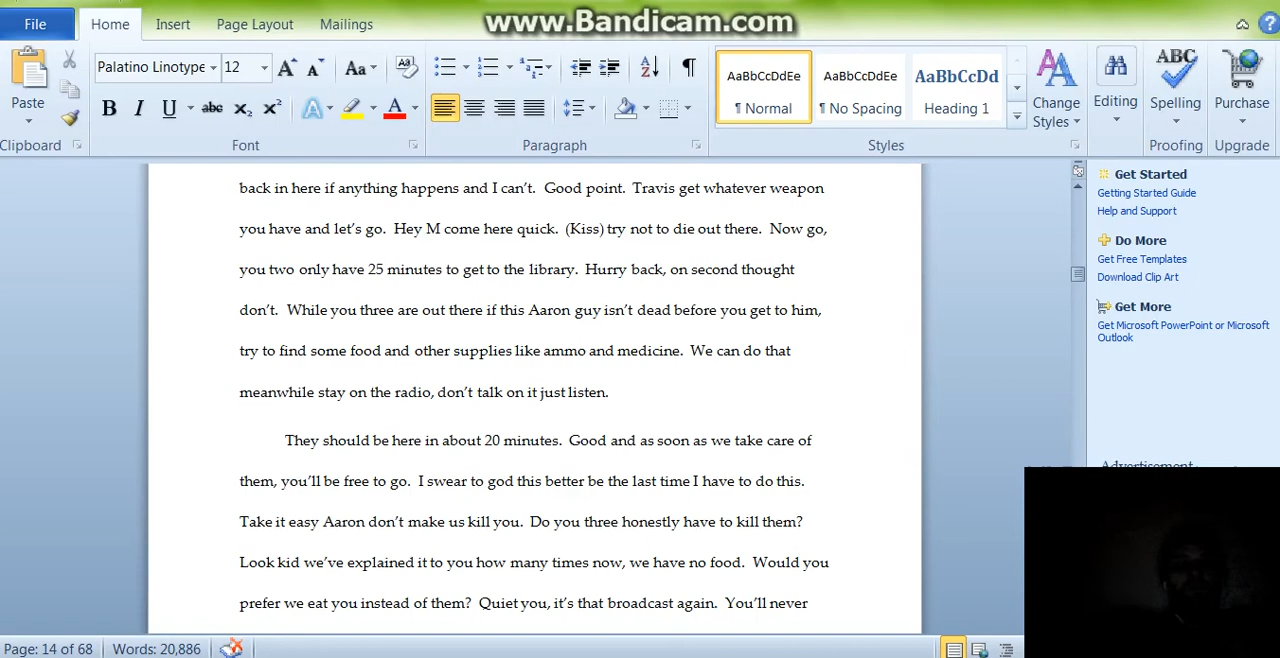 www.Bandicam.com
File Home Insert Page Layout Mailings
Palatino Linotype 12
Paste
Clipboard Font Paragraph Styles Proofing Upgrade
AaBbCcDdEe AaBbCcDdEe AaBbCcDd
¶ Normal ¶ No Spacing Heading 1
Change Styles
Editing
ABC
Spelling
Purchase
back in here if anything happens and I can’t.  Good point.  Travis get whatever weapon
you have and let’s go.  Hey M come here quick.  (Kiss) try not to die out there.  Now go,
you two only have 25 minutes to get to the library.  Hurry back, on second thought
don’t.  While you three are out there if this Aaron guy isn’t dead before you get to him,
try to find some food and other supplies like ammo and medicine.  We can do that
meanwhile stay on the radio, don’t talk on it just listen.
They should be here in about 20 minutes.  Good and as soon as we take care of
them, you’ll be free to go.  I swear to god this better be the last time I have to do this.
Take it easy Aaron don’t make us kill you.  Do you three honestly have to kill them?
Look kid we’ve explained it to you how many times now, we have no food.  Would you
prefer we eat you instead of them?  Quiet you, it’s that broadcast again.  You’ll never
Get Started
Getting Started Guide
Help and Support
Do More
Get Free Templates
Download Clip Art
Get More
Get Microsoft PowerPoint or Microsoft
Outlook
Advertisement
Page: 14 of 68 Words: 20,886